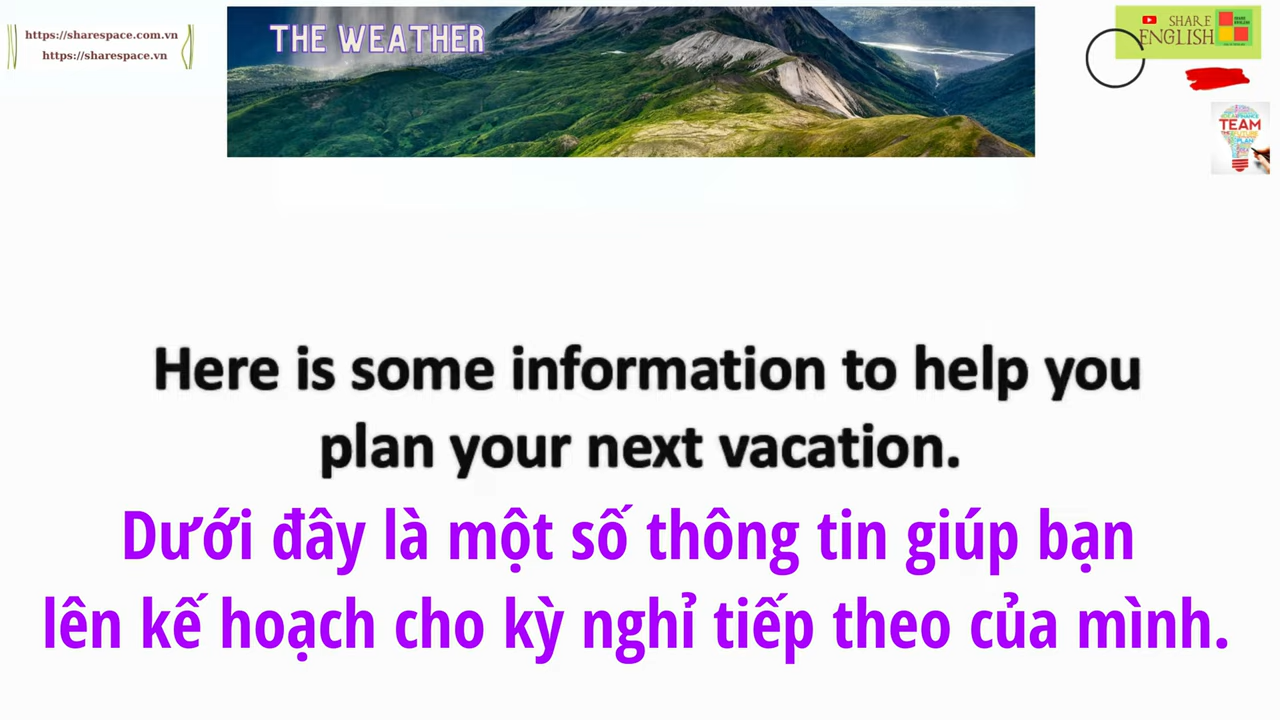 https://sharespace.com.vn
https://sharespace.vn
THE WEATHER
SHARE
ENGLISH
TEAM
PLAN
Here is some information to help you
plan your next vacation.
Dưới đây là một số thông tin giúp bạn
lên kế hoạch cho kỳ nghỉ tiếp theo của mình.